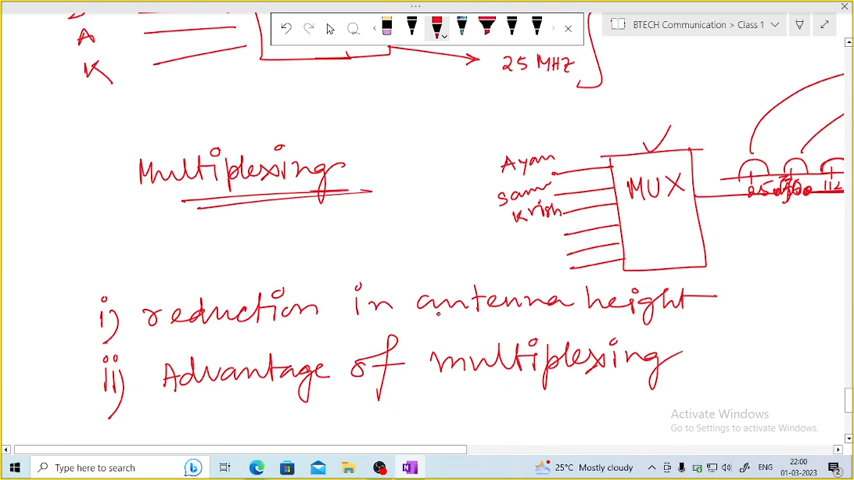 BTECH Communication > Class 1
A
K
25 MHZ
Multiplexing
Ayan
Sam
Krish
MUX
112
i) reduction in antenna height
ii) Advantage of multiplexing
Activate Windows
Go to Settings to activate Windows.
Type here to search
25°C Mostly cloudy
ENG
22:00
01-03-2023
2